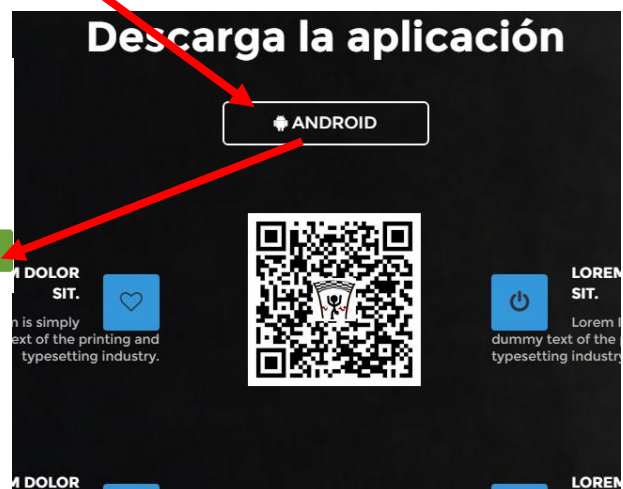 Descarga la aplicación
ANDROID
DOLOR
SIT.
is simply
text of the printing and
typesetting industry.
LOREM
SIT.
Lorem
dummy text of the
typesetting industry
DOLOR
LOREM